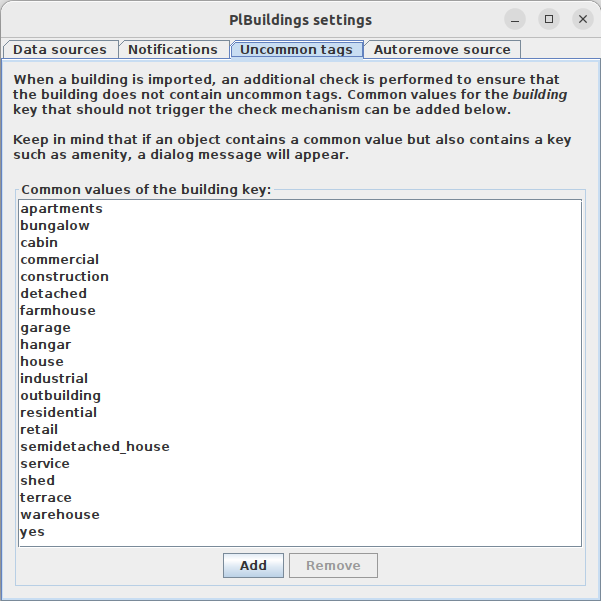 PlBuildings settings
Data sources Notifications Uncommon tags Autoremove source
When a building is imported, an additional check is performed to ensure that
the building does not contain uncommon tags. Common values for the building
key that should not trigger the check mechanism can be added below.
Keep in mind that if an object contains a common value but also contains a key
such as amenity, a dialog message will appear.
Common values of the building key:
apartments
bungalow
cabin
commercial
construction
detached
farmhouse
garage
hangar
house
industrial
outbuilding
residential
retail
semidetached_house
service
shed
terrace
warehouse
yes
Add Remove